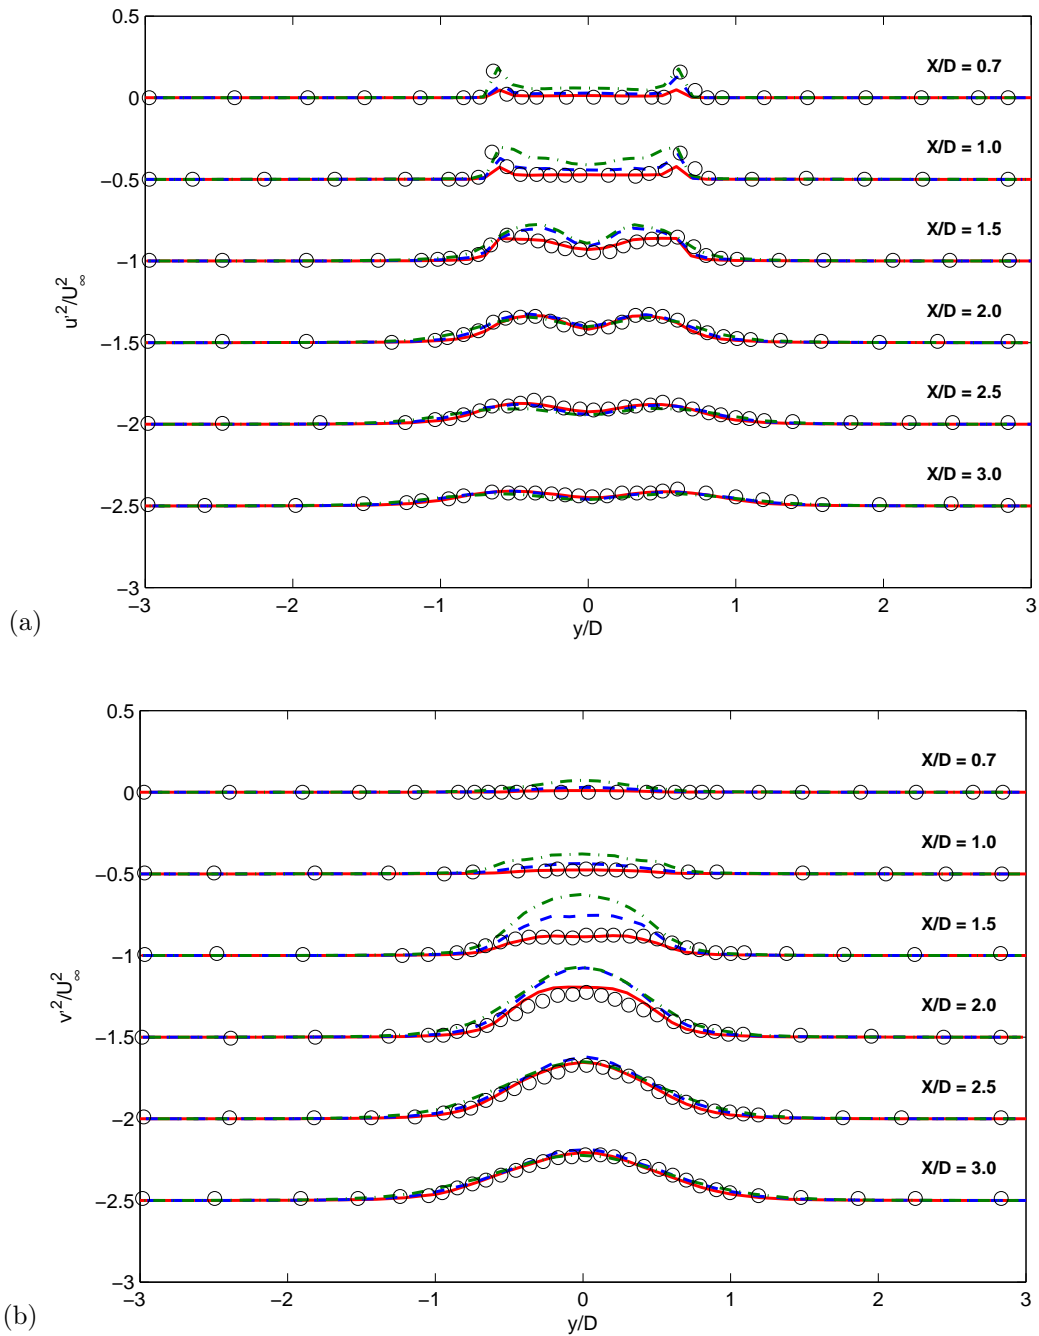 0.5
0
−0.5
−1
−1.5
−2
−2.5
−3
u'²/U²∞
X/D = 0.7
X/D = 1.0
X/D = 1.5
X/D = 2.0
X/D = 2.5
X/D = 3.0
−3 −2 −1 0 1 2 3
y/D
(a)
0.5
0
−0.5
−1
−1.5
−2
−2.5
−3
v'²/U²∞
X/D = 0.7
X/D = 1.0
X/D = 1.5
X/D = 2.0
X/D = 2.5
X/D = 3.0
−3 −2 −1 0 1 2 3
y/D
(b)